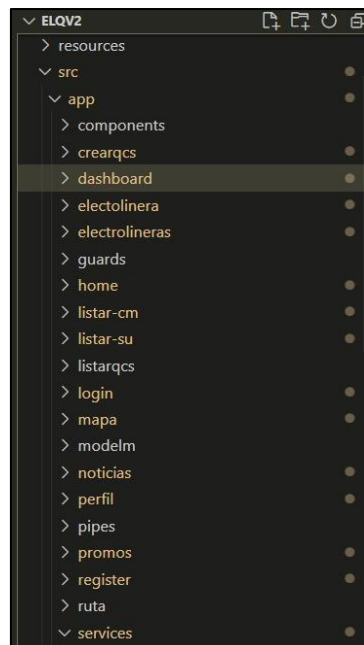 ELQV2
resources
src
app
components
crearqcs
dashboard
electolinera
electrolineras
guards
home
listar-cm
listar-su
listarqcs
login
mapa
modelm
noticias
perfil
pipes
promos
register
ruta
services